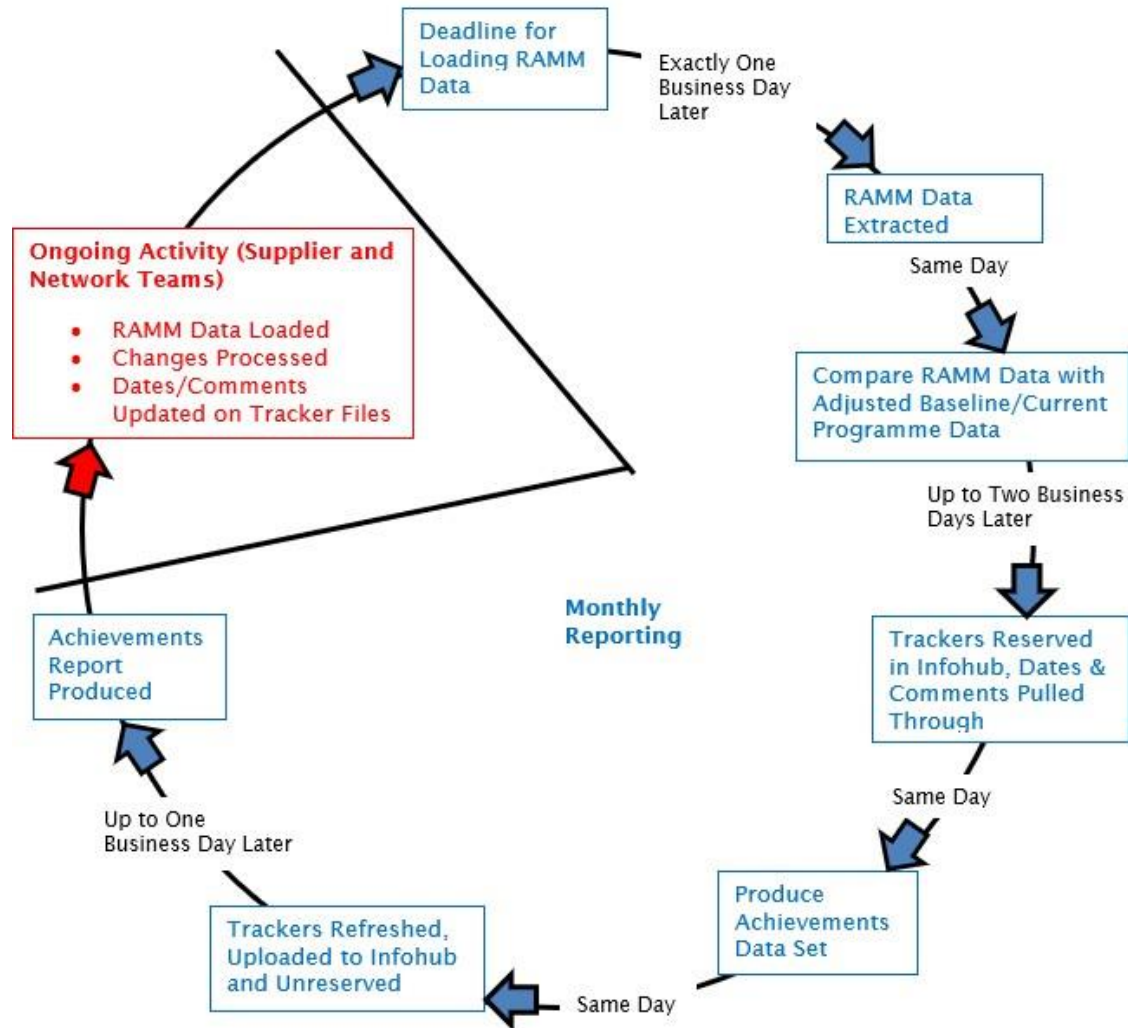 Deadline for
Loading RAMM
Data
Exactly One
Business Day
Later
RAMM Data
Extracted
Same Day
Compare RAMM Data with
Adjusted Baseline/Current
Programme Data
Up to Two Business
Days Later
Trackers Reserved
in Infohub, Dates &
Comments Pulled
Through
Same Day
Produce
Achievements
Data Set
Same Day
Trackers Refreshed,
Uploaded to Infohub
and Unreserved
Up to One
Business Day Later
Achievements
Report
Produced
Ongoing Activity (Supplier and
Network Teams)
• RAMM Data Loaded
• Changes Processed
• Dates/Comments
Updated on Tracker Files
Monthly
Reporting